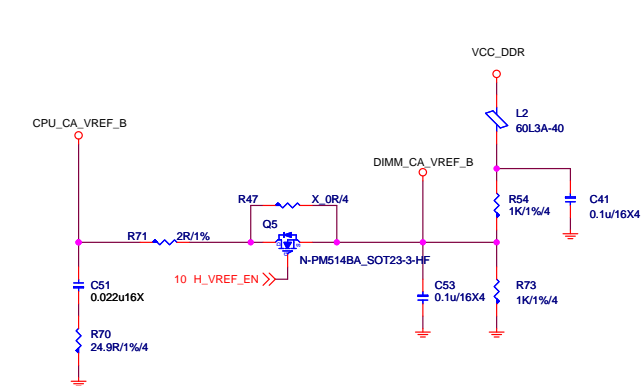 VCC_DDR
L2
60L3A-40
CPU_CA_VREF_B
DIMM_CA_VREF_B
R47
X_0R/4
R54
1K/1%/4
C41
0.1u/16X4
Q5
R71
2R/1%
N-PM514BA_SOT23-3-HF
10 H_VREF_EN
C51
0.022u16X
C53
0.1u/16X4
R73
1K/1%/4
R70
24.9R/1%/4